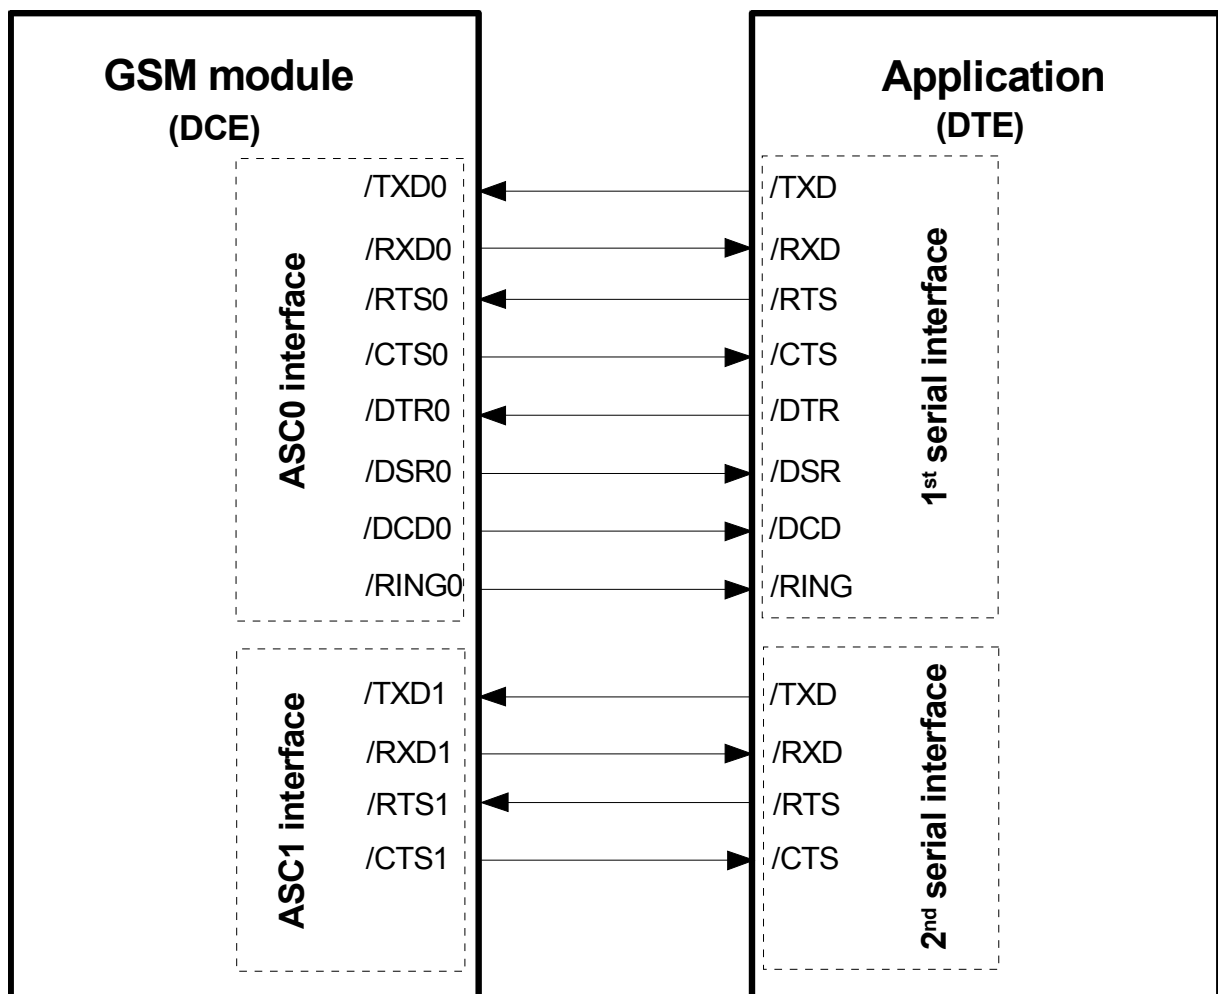 GSM module
(DCE)
ASC0 interface
/TXD0
/RXD0
/RTS0
/CTS0
/DTR0
/DSR0
/DCD0
/RING0
ASC1 interface
/TXD1
/RXD1
/RTS1
/CTS1
Application
(DTE)
/TXD
/RXD
/RTS
/CTS
/DTR
/DSR
/DCD
/RING
1st serial interface
/TXD
/RXD
/RTS
/CTS
2nd serial interface